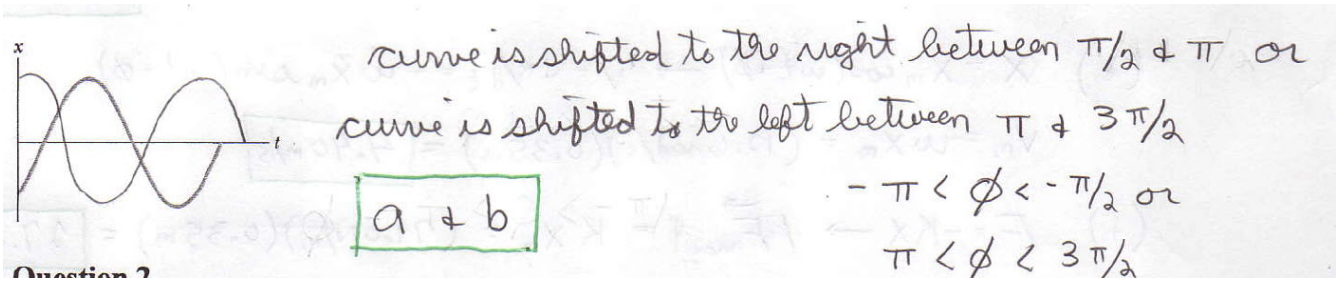 x
curve is shifted to the right between π/2 & π or
curve is shifted to the left between π & 3π/2
t
- π < ϕ < - π/2 or
a & b
π < ϕ < 3π/2
Question 2